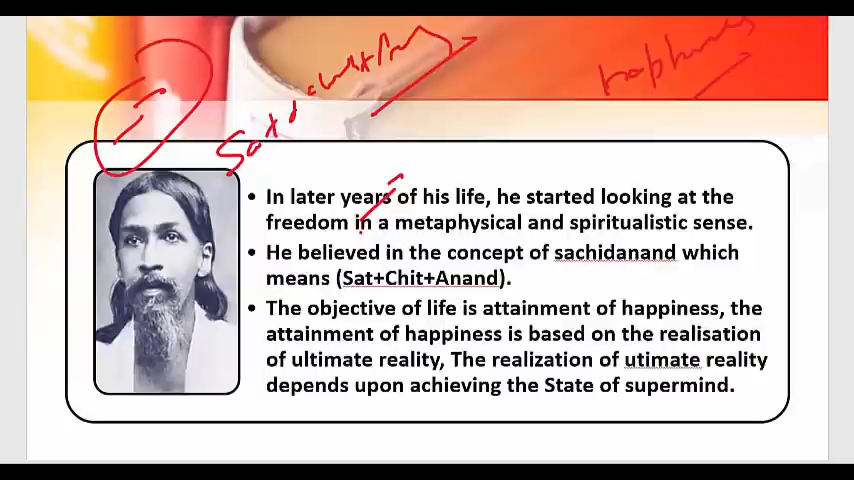 In later years of his life, he started looking at the
freedom in a metaphysical and spiritualistic sense.
He believed in the concept of sachidanand which
means (Sat+Chit+Anand).
The objective of life is attainment of happiness, the
attainment of happiness is based on the realisation
of ultimate reality, The realization of utimate reality
depends upon achieving the State of supermind.